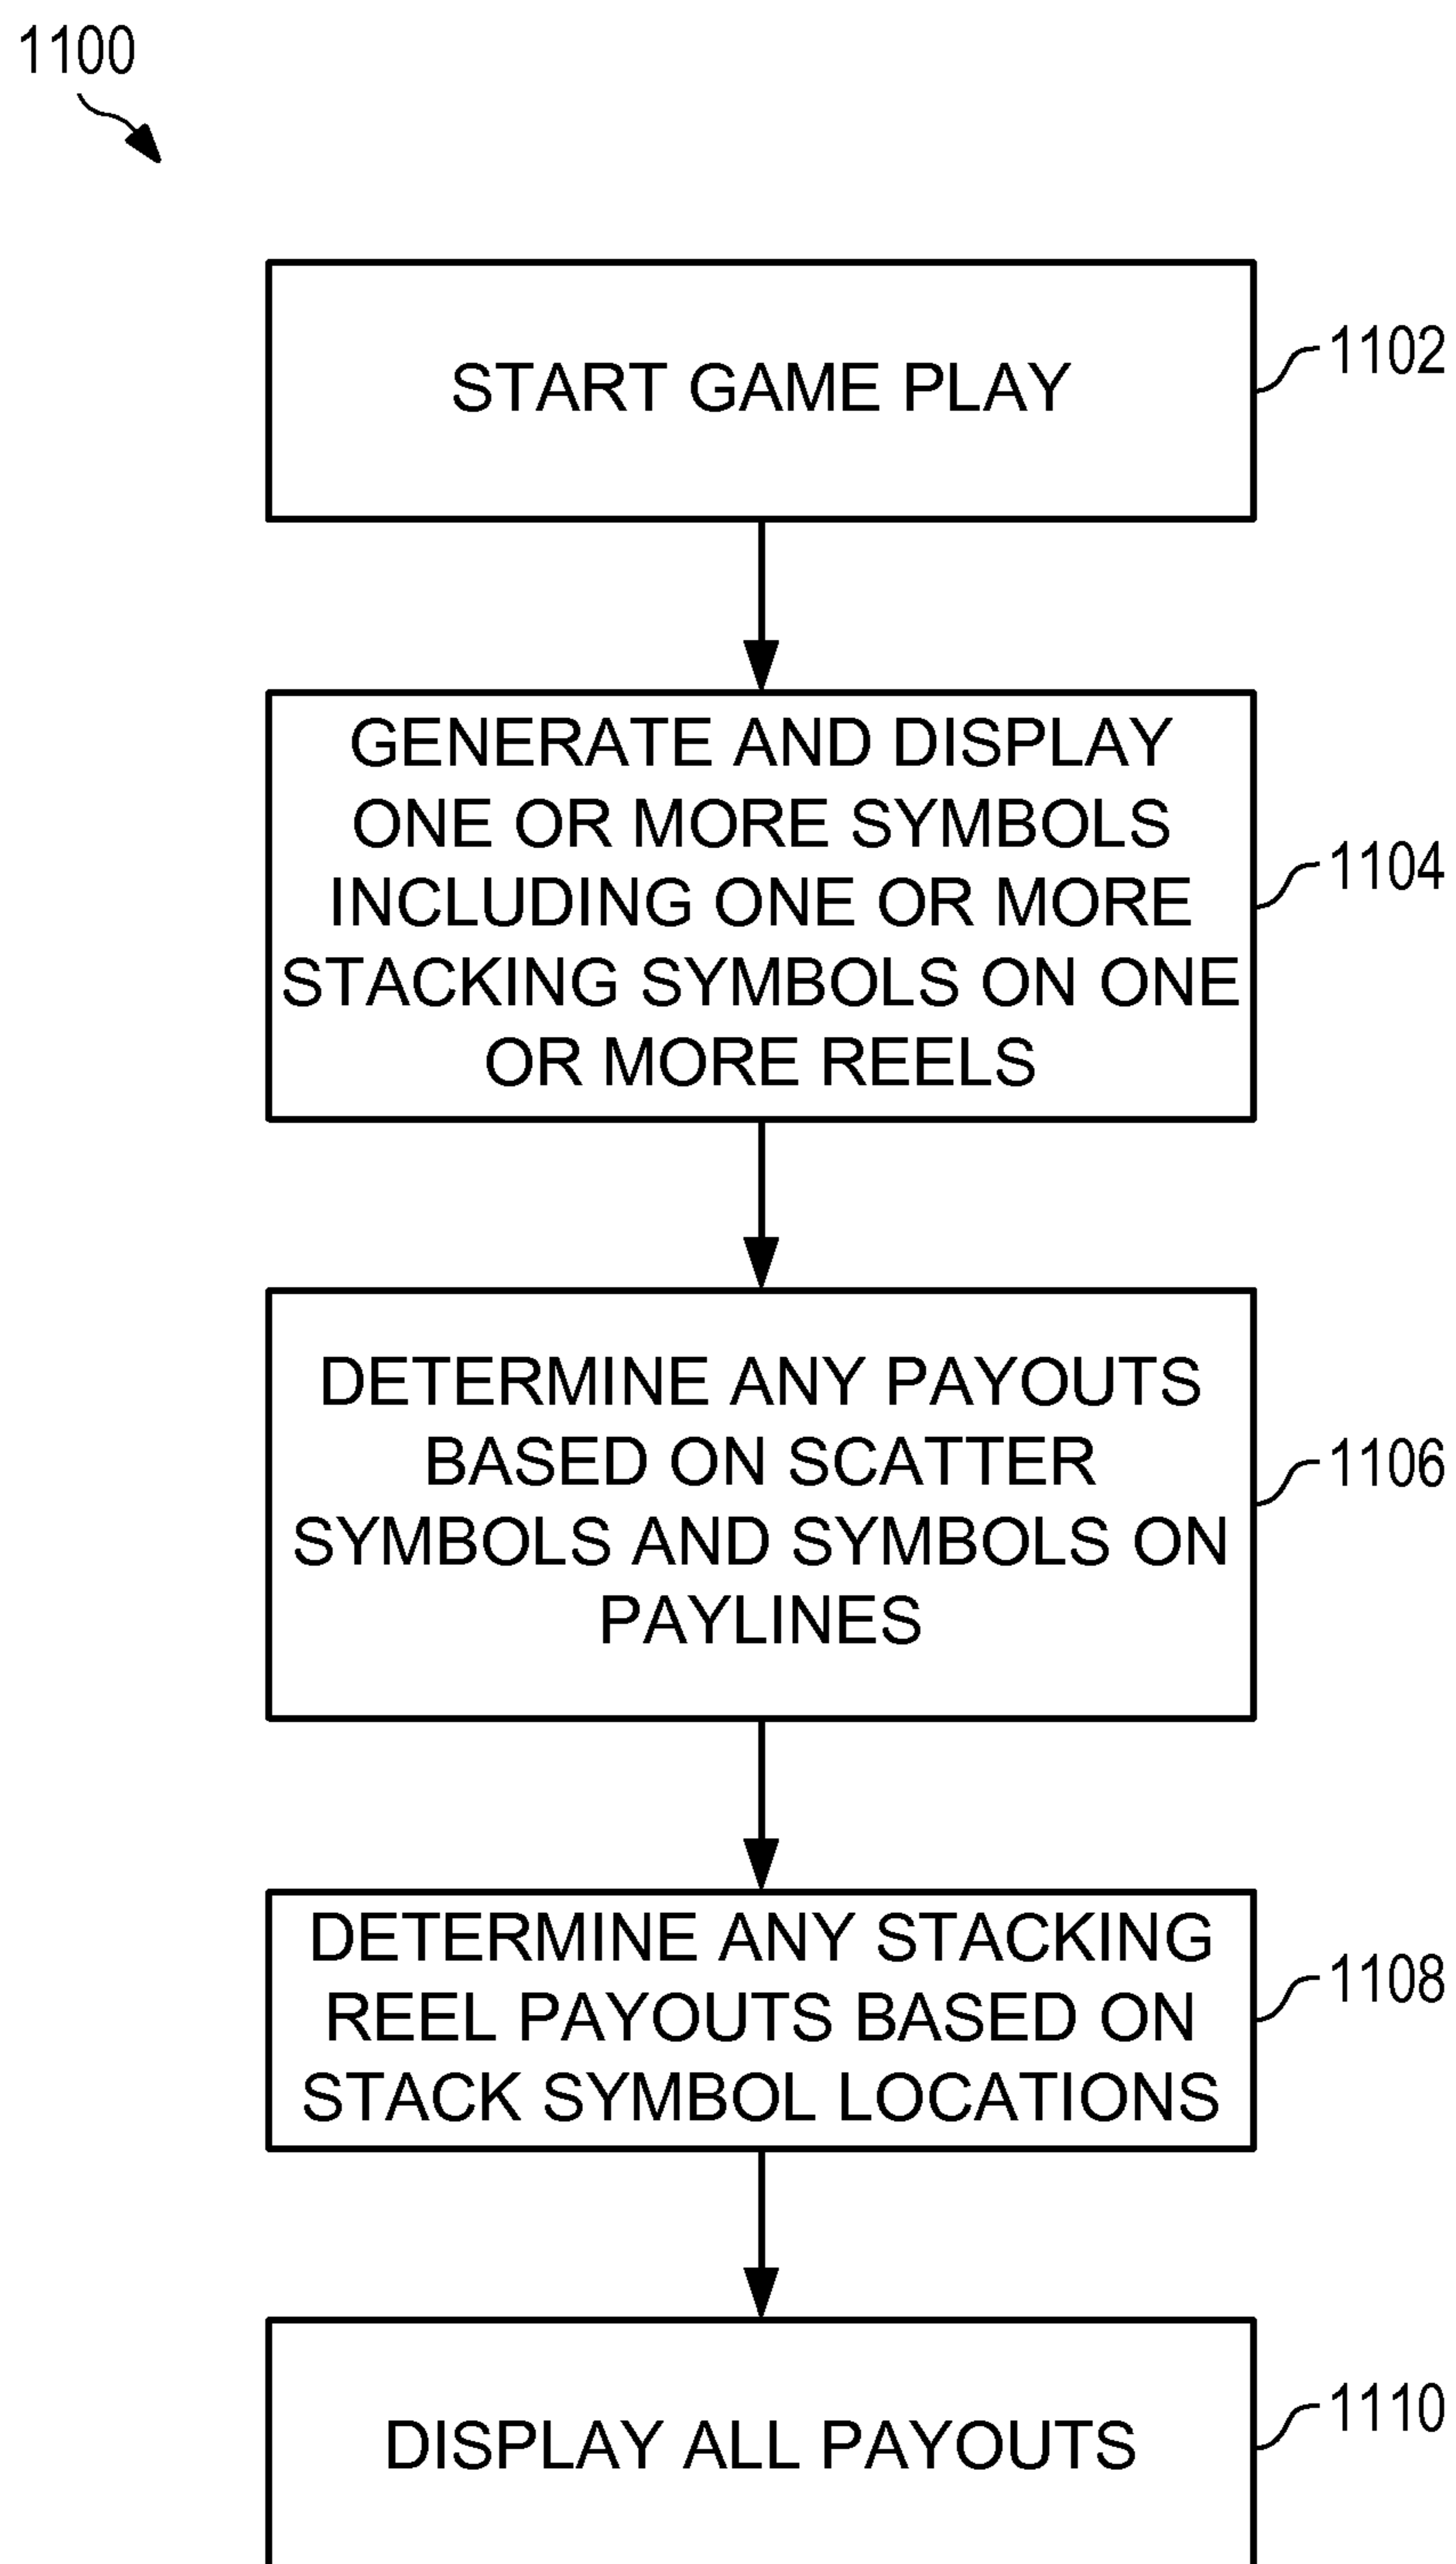 1100
START GAME PLAY
1102
GENERATE AND DISPLAY
ONE OR MORE SYMBOLS
INCLUDING ONE OR MORE
STACKING SYMBOLS ON ONE
OR MORE REELS
1104
DETERMINE ANY PAYOUTS
BASED ON SCATTER
SYMBOLS AND SYMBOLS ON
PAYLINES
1106
DETERMINE ANY STACKING
REEL PAYOUTS BASED ON
STACK SYMBOL LOCATIONS
1108
DISPLAY ALL PAYOUTS
1110